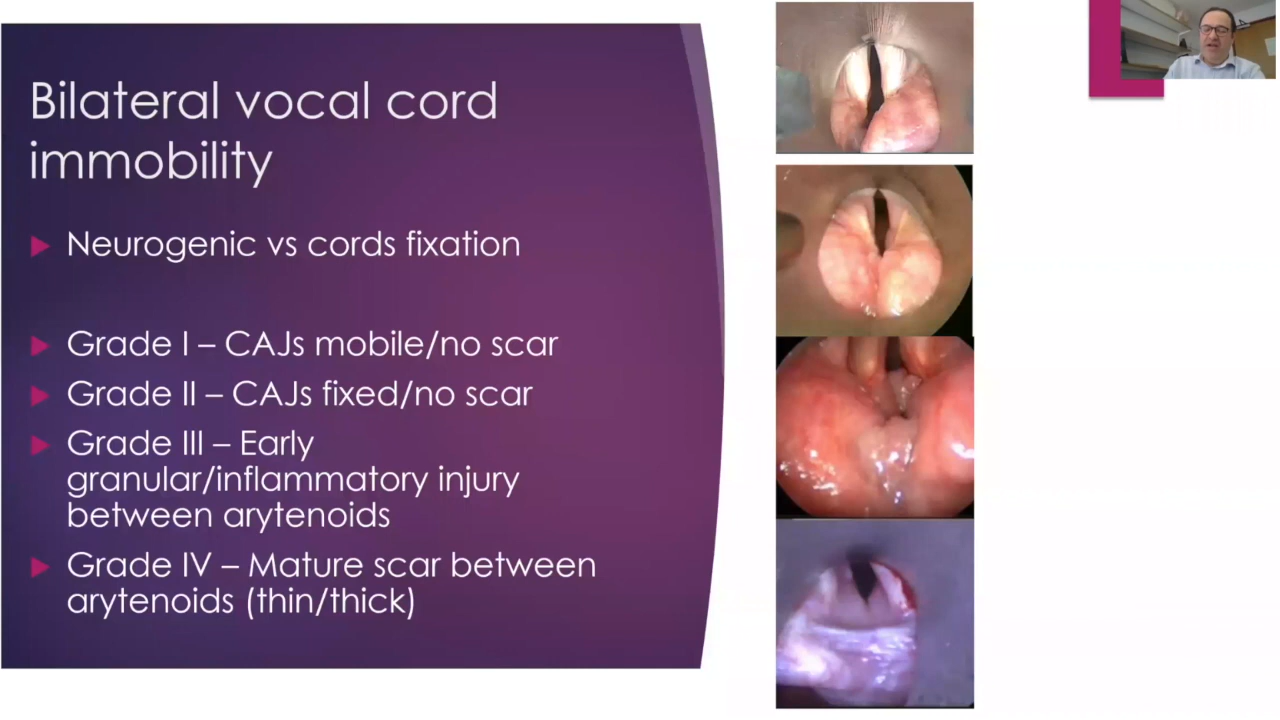 Bilateral vocal cord
immobility
Neurogenic vs cords fixation
Grade I – CAJs mobile/no scar
Grade II – CAJs fixed/no scar
Grade III – Early
granular/inflammatory injury
between arytenoids
Grade IV – Mature scar between
arytenoids (thin/thick)